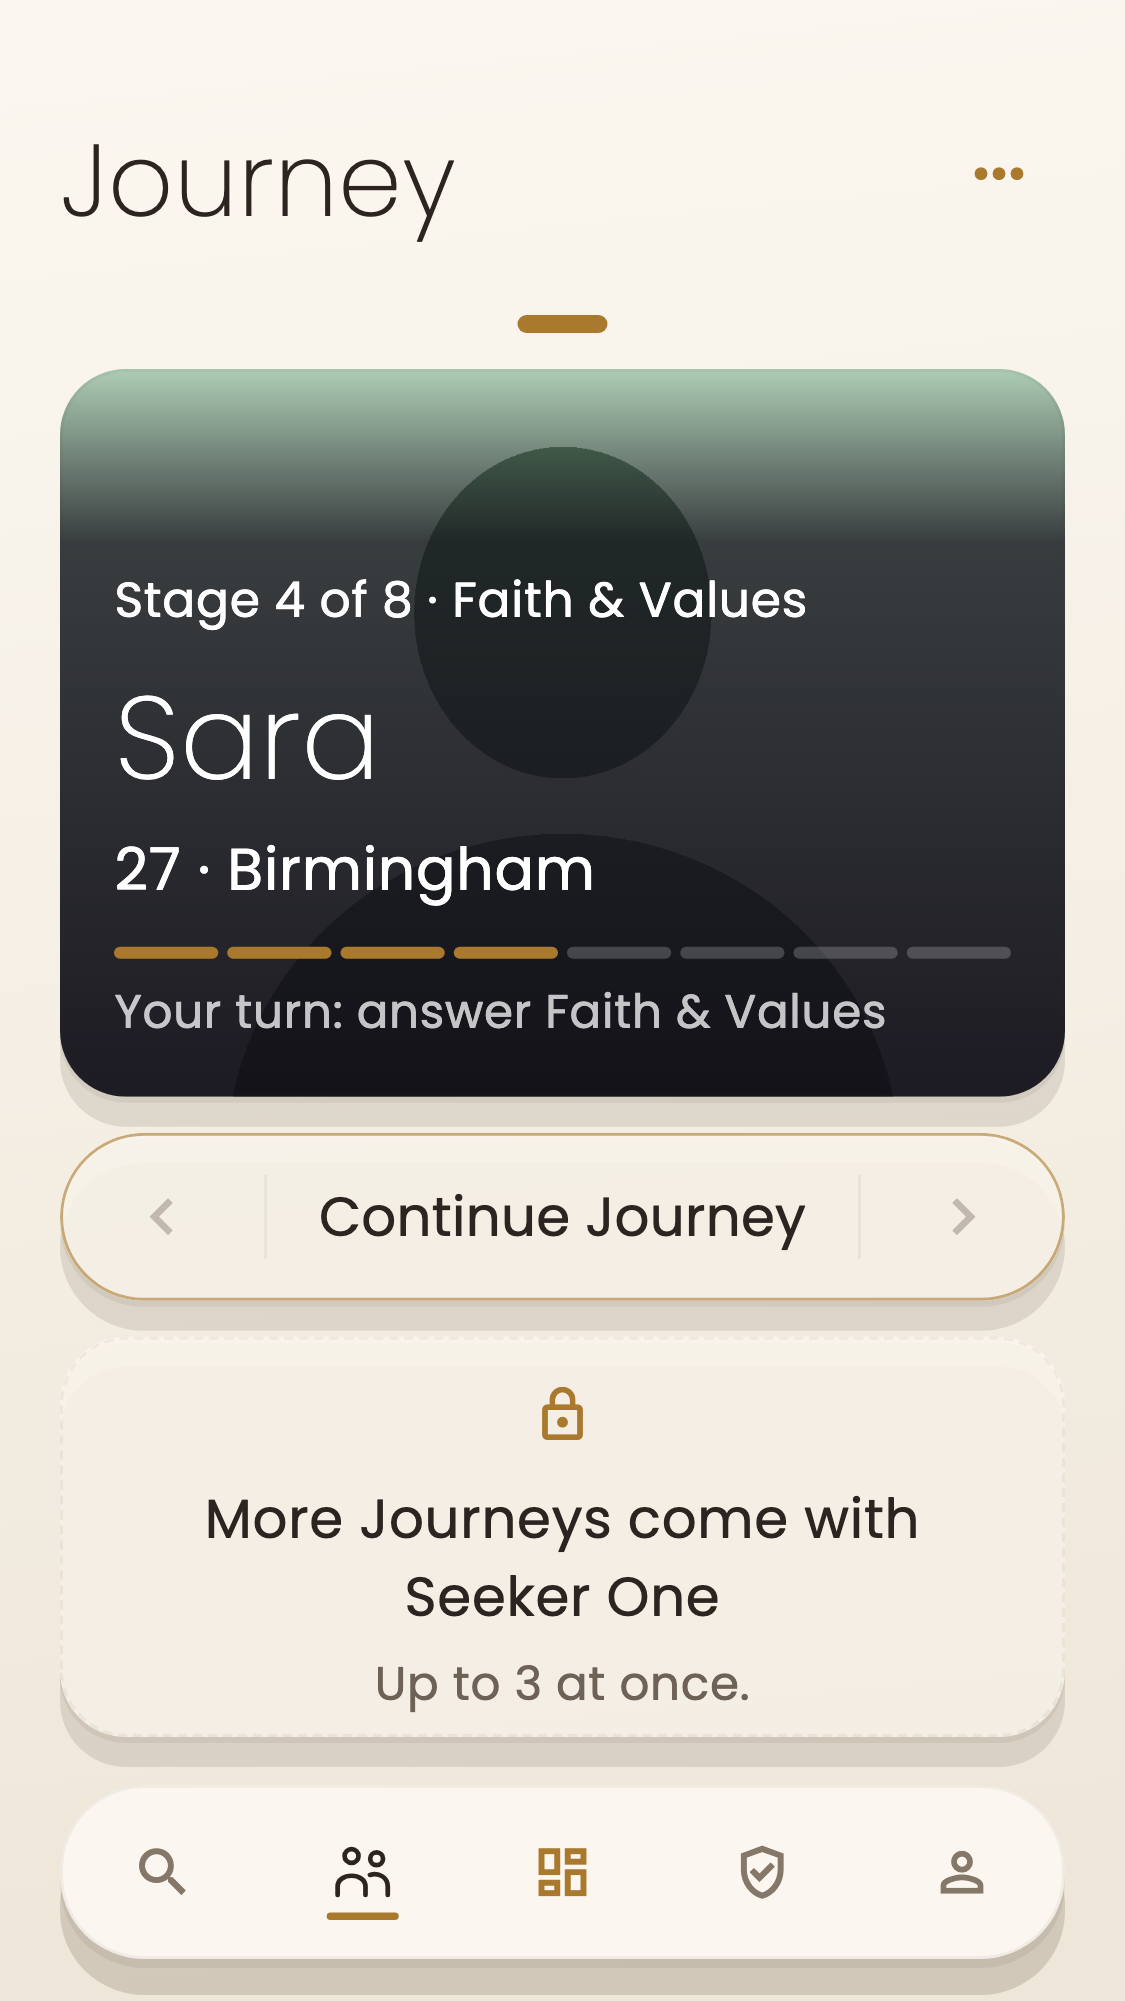 Journey
Stage 4 of 8 · Faith & Values
Sara
27 · Birmingham
Your turn: answer Faith & Values
Continue Journey
More Journeys come with
Seeker One
Up to 3 at once.